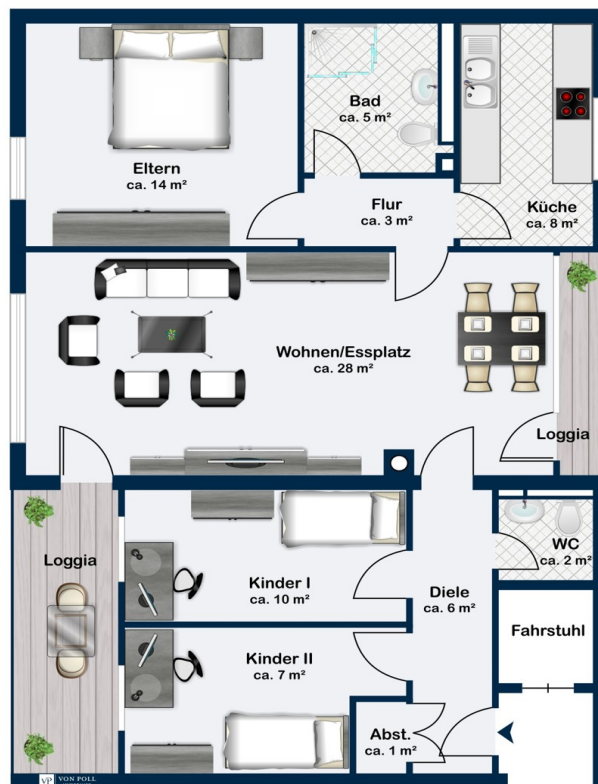 Bad
ca. 5 m²
Eltern
ca. 14 m²
Flur
ca. 3 m²
Küche
ca. 8 m²
Wohnen/Essplatz
ca. 28 m²
Loggia
Loggia
Kinder I
ca. 10 m²
Diele
ca. 6 m²
WC
ca. 2 m²
Fahrstuhl
Kinder II
ca. 7 m²
Abst.
ca. 1 m²
VP VON POLL